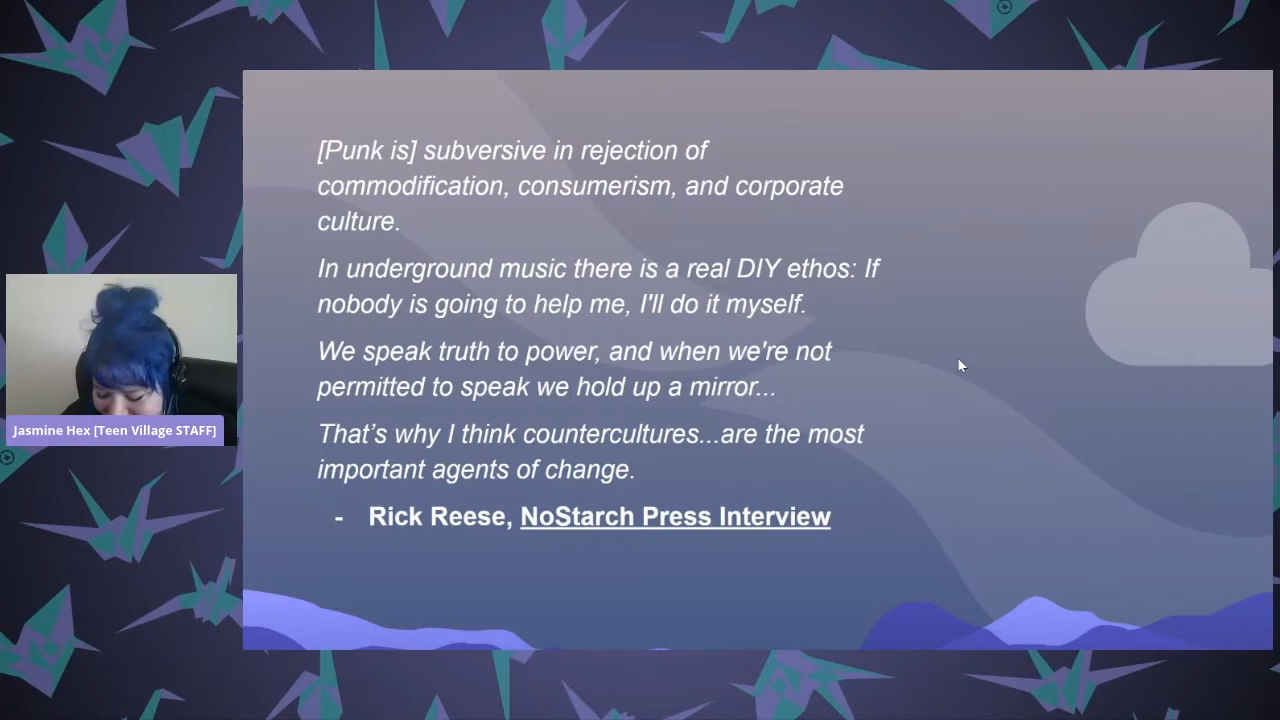 [Punk is] subversive in rejection of
commodification, consumerism, and corporate
culture.
In underground music there is a real DIY ethos: If
nobody is going to help me, I'll do it myself.
We speak truth to power, and when we're not
permitted to speak we hold up a mirror...
That’s why I think countercultures...are the most
important agents of change.
- Rick Reese, NoStarch Press Interview
Jasmine Hex [Teen Village STAFF]